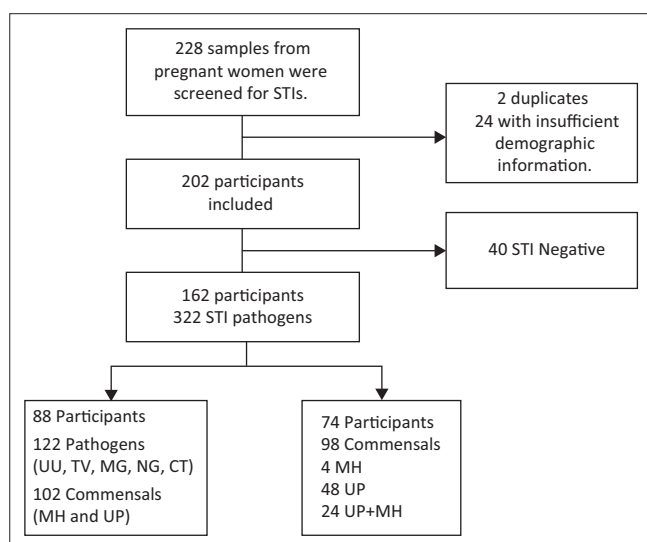 228 samples from
pregnant women were
screened for STIs.
2 duplicates
24 with insufficient
demographic
information.
202 participants
included
40 STI Negative
162 participants
322 STI pathogens
88 Participants
122 Pathogens
(UU, TV, MG, NG, CT)
102 Commensals
(MH and UP)
74 Participants
98 Commensals
4 MH
48 UP
24 UP+MH